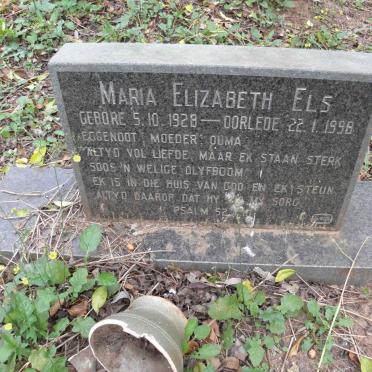 MARIA ELIZABETH ELS
GEBORE 5.10.1928 — OORLEDE 22.1.1998
EGGENOOT MOEDER OUMA
ALTYD VOL LIEFDE, MAAR EK STAAN STERK
SOOS 'N WELIGE OLYFBOOM
EK IS IN DIE HUIS VAN GOD EN EK STEUN
ALTYD DAAROP DAT HY MY SORG
PSALM